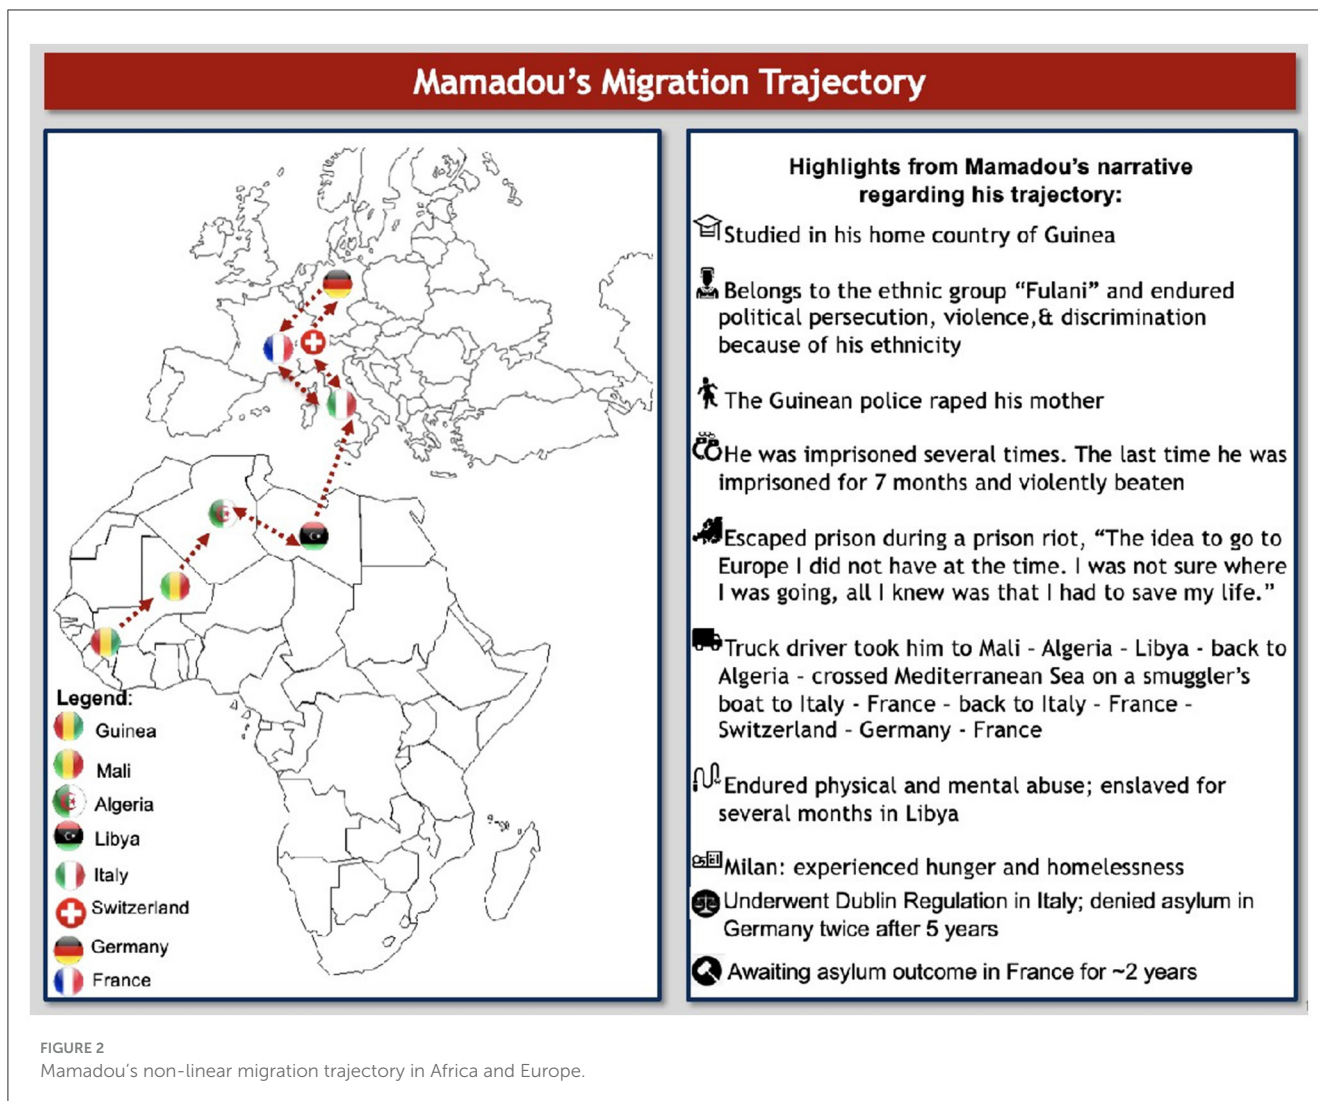 Mamadou's Migration Trajectory
Legend:
Guinea
Mali
Algeria
Libya
Italy
Switzerland
Germany
France
Highlights from Mamadou's narrative
regarding his trajectory:
Studied in his home country of Guinea
Belongs to the ethnic group "Fulani" and endured
political persecution, violence,& discrimination
because of his ethnicity
The Guinean police raped his mother
He was imprisoned several times. The last time he was
imprisoned for 7 months and violently beaten
Escaped prison during a prison riot, "The idea to go to
Europe I did not have at the time. I was not sure where
I was going, all I knew was that I had to save my life."
Truck driver took him to Mali - Algeria - Libya - back to
Algeria - crossed Mediterranean Sea on a smuggler's
boat to Italy - France - back to Italy - France -
Switzerland - Germany - France
Endured physical and mental abuse; enslaved for
several months in Libya
Milan: experienced hunger and homelessness
Underwent Dublin Regulation in Italy; denied asylum in
Germany twice after 5 years
Awaiting asylum outcome in France for ~2 years
FIGURE 2
Mamadou's non-linear migration trajectory in Africa and Europe.